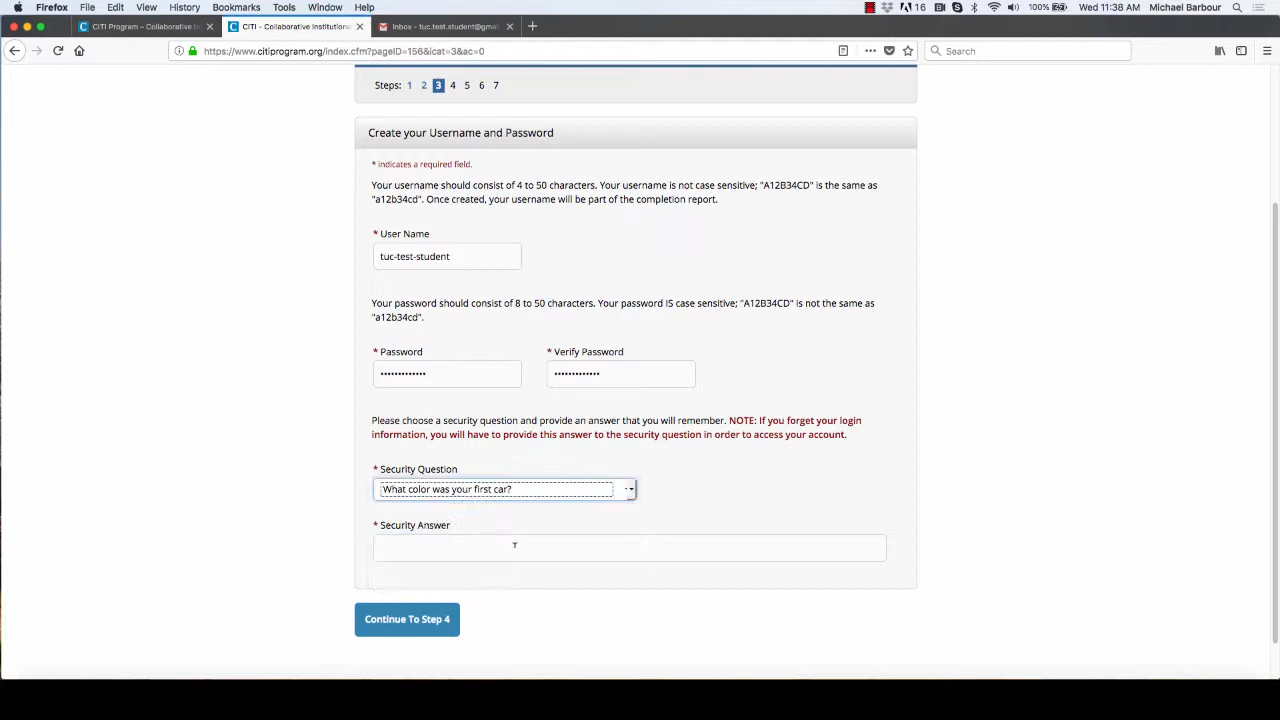 Firefox File Edit View History Bookmarks Tools Window Help 16 100% Wed 11:38 AM Michael Barbour
CITI Program – Collaborative In CITI - Collaborative Institutiona Inbox - tuc.test.student@gma
https://www.citiprogram.org/index.cfm?pageID=156&icat=3&ac=0 Search
Steps: 1 2 3 4 5 6 7
Create your Username and Password
* indicates a required field.
Your username should consist of 4 to 50 characters. Your username is not case sensitive; "A12B34CD" is the same as
"a12b34cd". Once created, your username will be part of the completion report.
* User Name
tuc-test-student
Your password should consist of 8 to 50 characters. Your password IS case sensitive; "A12B34CD" is not the same as
"a12b34cd".
* Password * Verify Password
••••••••••••• •••••••••••••
Please choose a security question and provide an answer that you will remember. NOTE: If you forget your login
information, you will have to provide this answer to the security question in order to access your account.
* Security Question
What color was your first car?
* Security Answer
Continue To Step 4